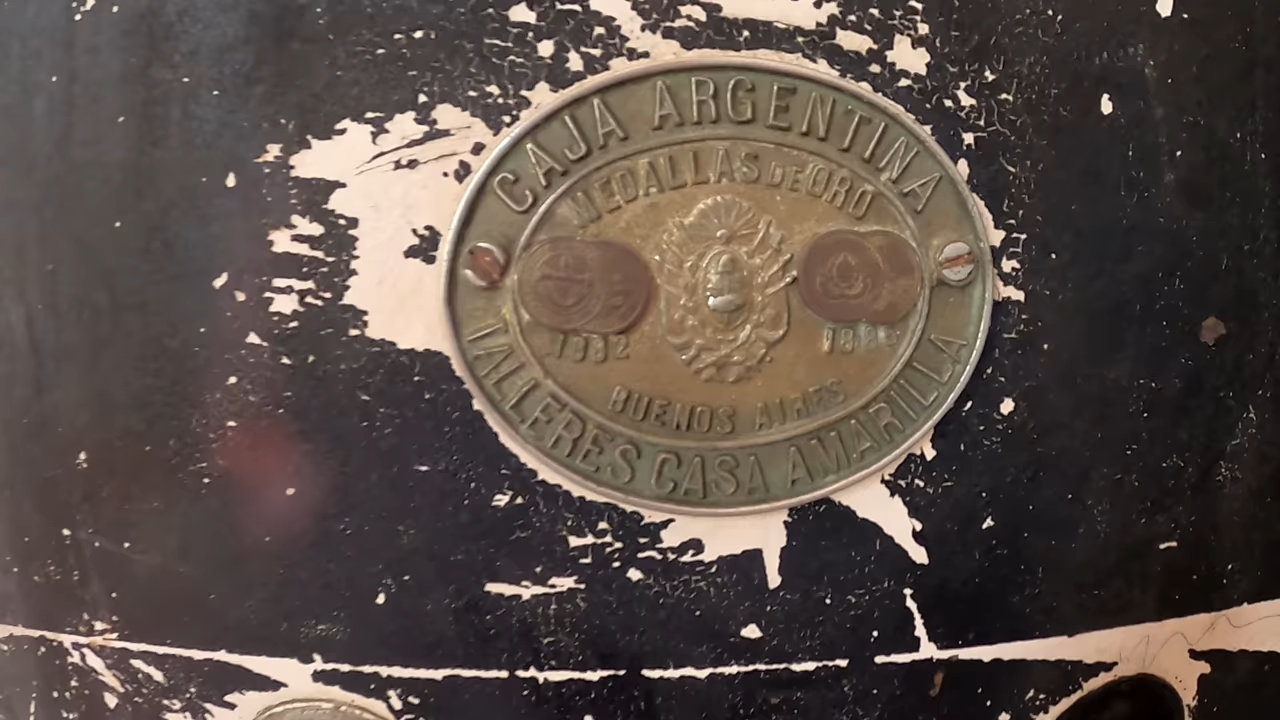 CAJA ARGENTINA
MEDALLAS DE ORO
BUENOS AIRES
TALLERES CASA AMARILLA